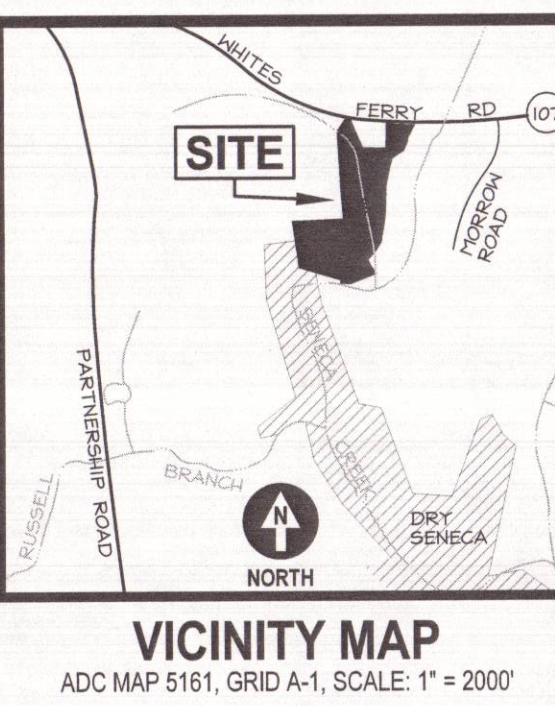 WHITES
FERRY RD
107
SITE
MORROW
ROAD
SENECA
PARTNERSHIP ROAD
BRANCH
CREEK
RUSSELL
DRY
SENECA
N
NORTH
VICINITY MAP
ADC MAP 5161, GRID A-1, SCALE: 1" = 2000'